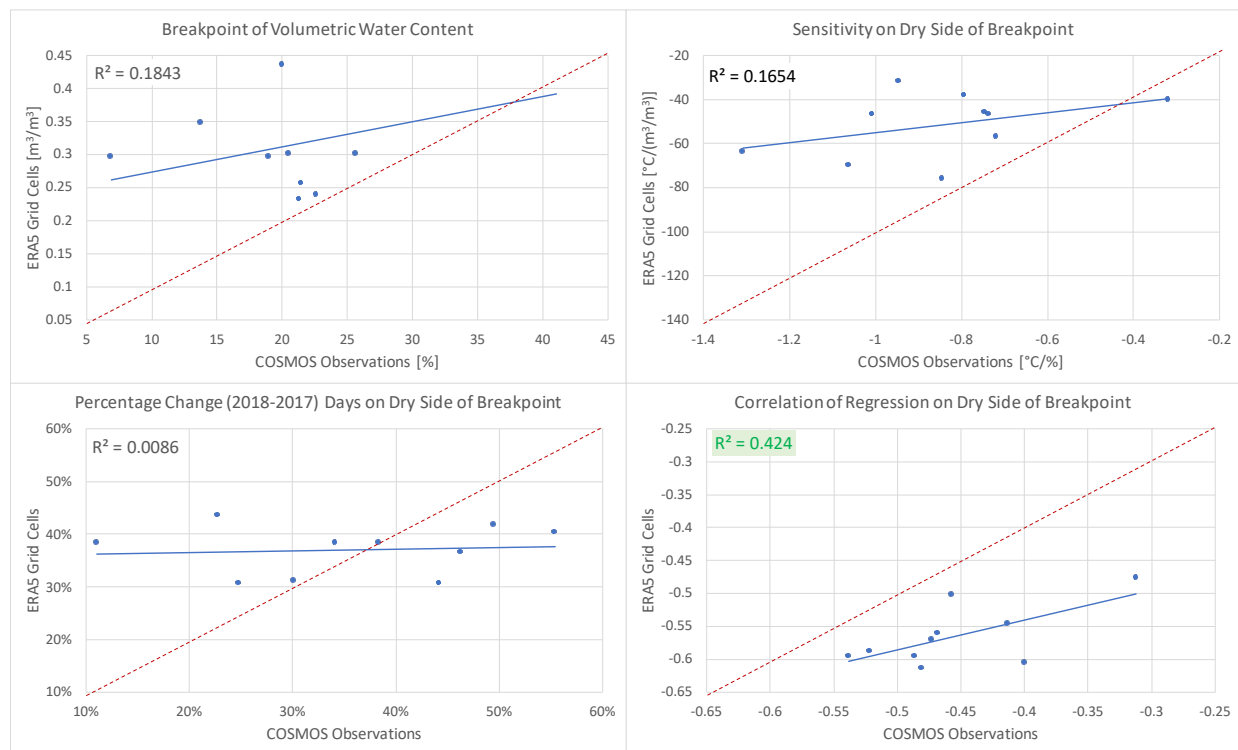 Breakpoint of Volumetric Water Content
R² = 0.1843
ERA5 Grid Cells [m³/m³]
0.45
0.4
0.35
0.3
0.25
0.2
0.15
0.1
0.05
5 10 15 20 25 30 35 40 45
COSMOS Observations [%]
Sensitivity on Dry Side of Breakpoint
R² = 0.1654
ERA5 Grid Cells [°C/(m³/m³)]
-20
-40
-60
-80
-100
-120
-140
-1.4 -1.2 -1 -0.8 -0.6 -0.4 -0.2
COSMOS Observations [°C/%]
Percentage Change (2018-2017) Days on Dry Side of Breakpoint
R² = 0.0086
ERA5 Grid Cells
60%
50%
40%
30%
20%
10%
10% 20% 30% 40% 50% 60%
COSMOS Observations
Correlation of Regression on Dry Side of Breakpoint
R² = 0.424
ERA5 Grid Cells
-0.25
-0.3
-0.35
-0.4
-0.45
-0.5
-0.55
-0.6
-0.65
-0.65 -0.6 -0.55 -0.5 -0.45 -0.4 -0.35 -0.3 -0.25
COSMOS Observations